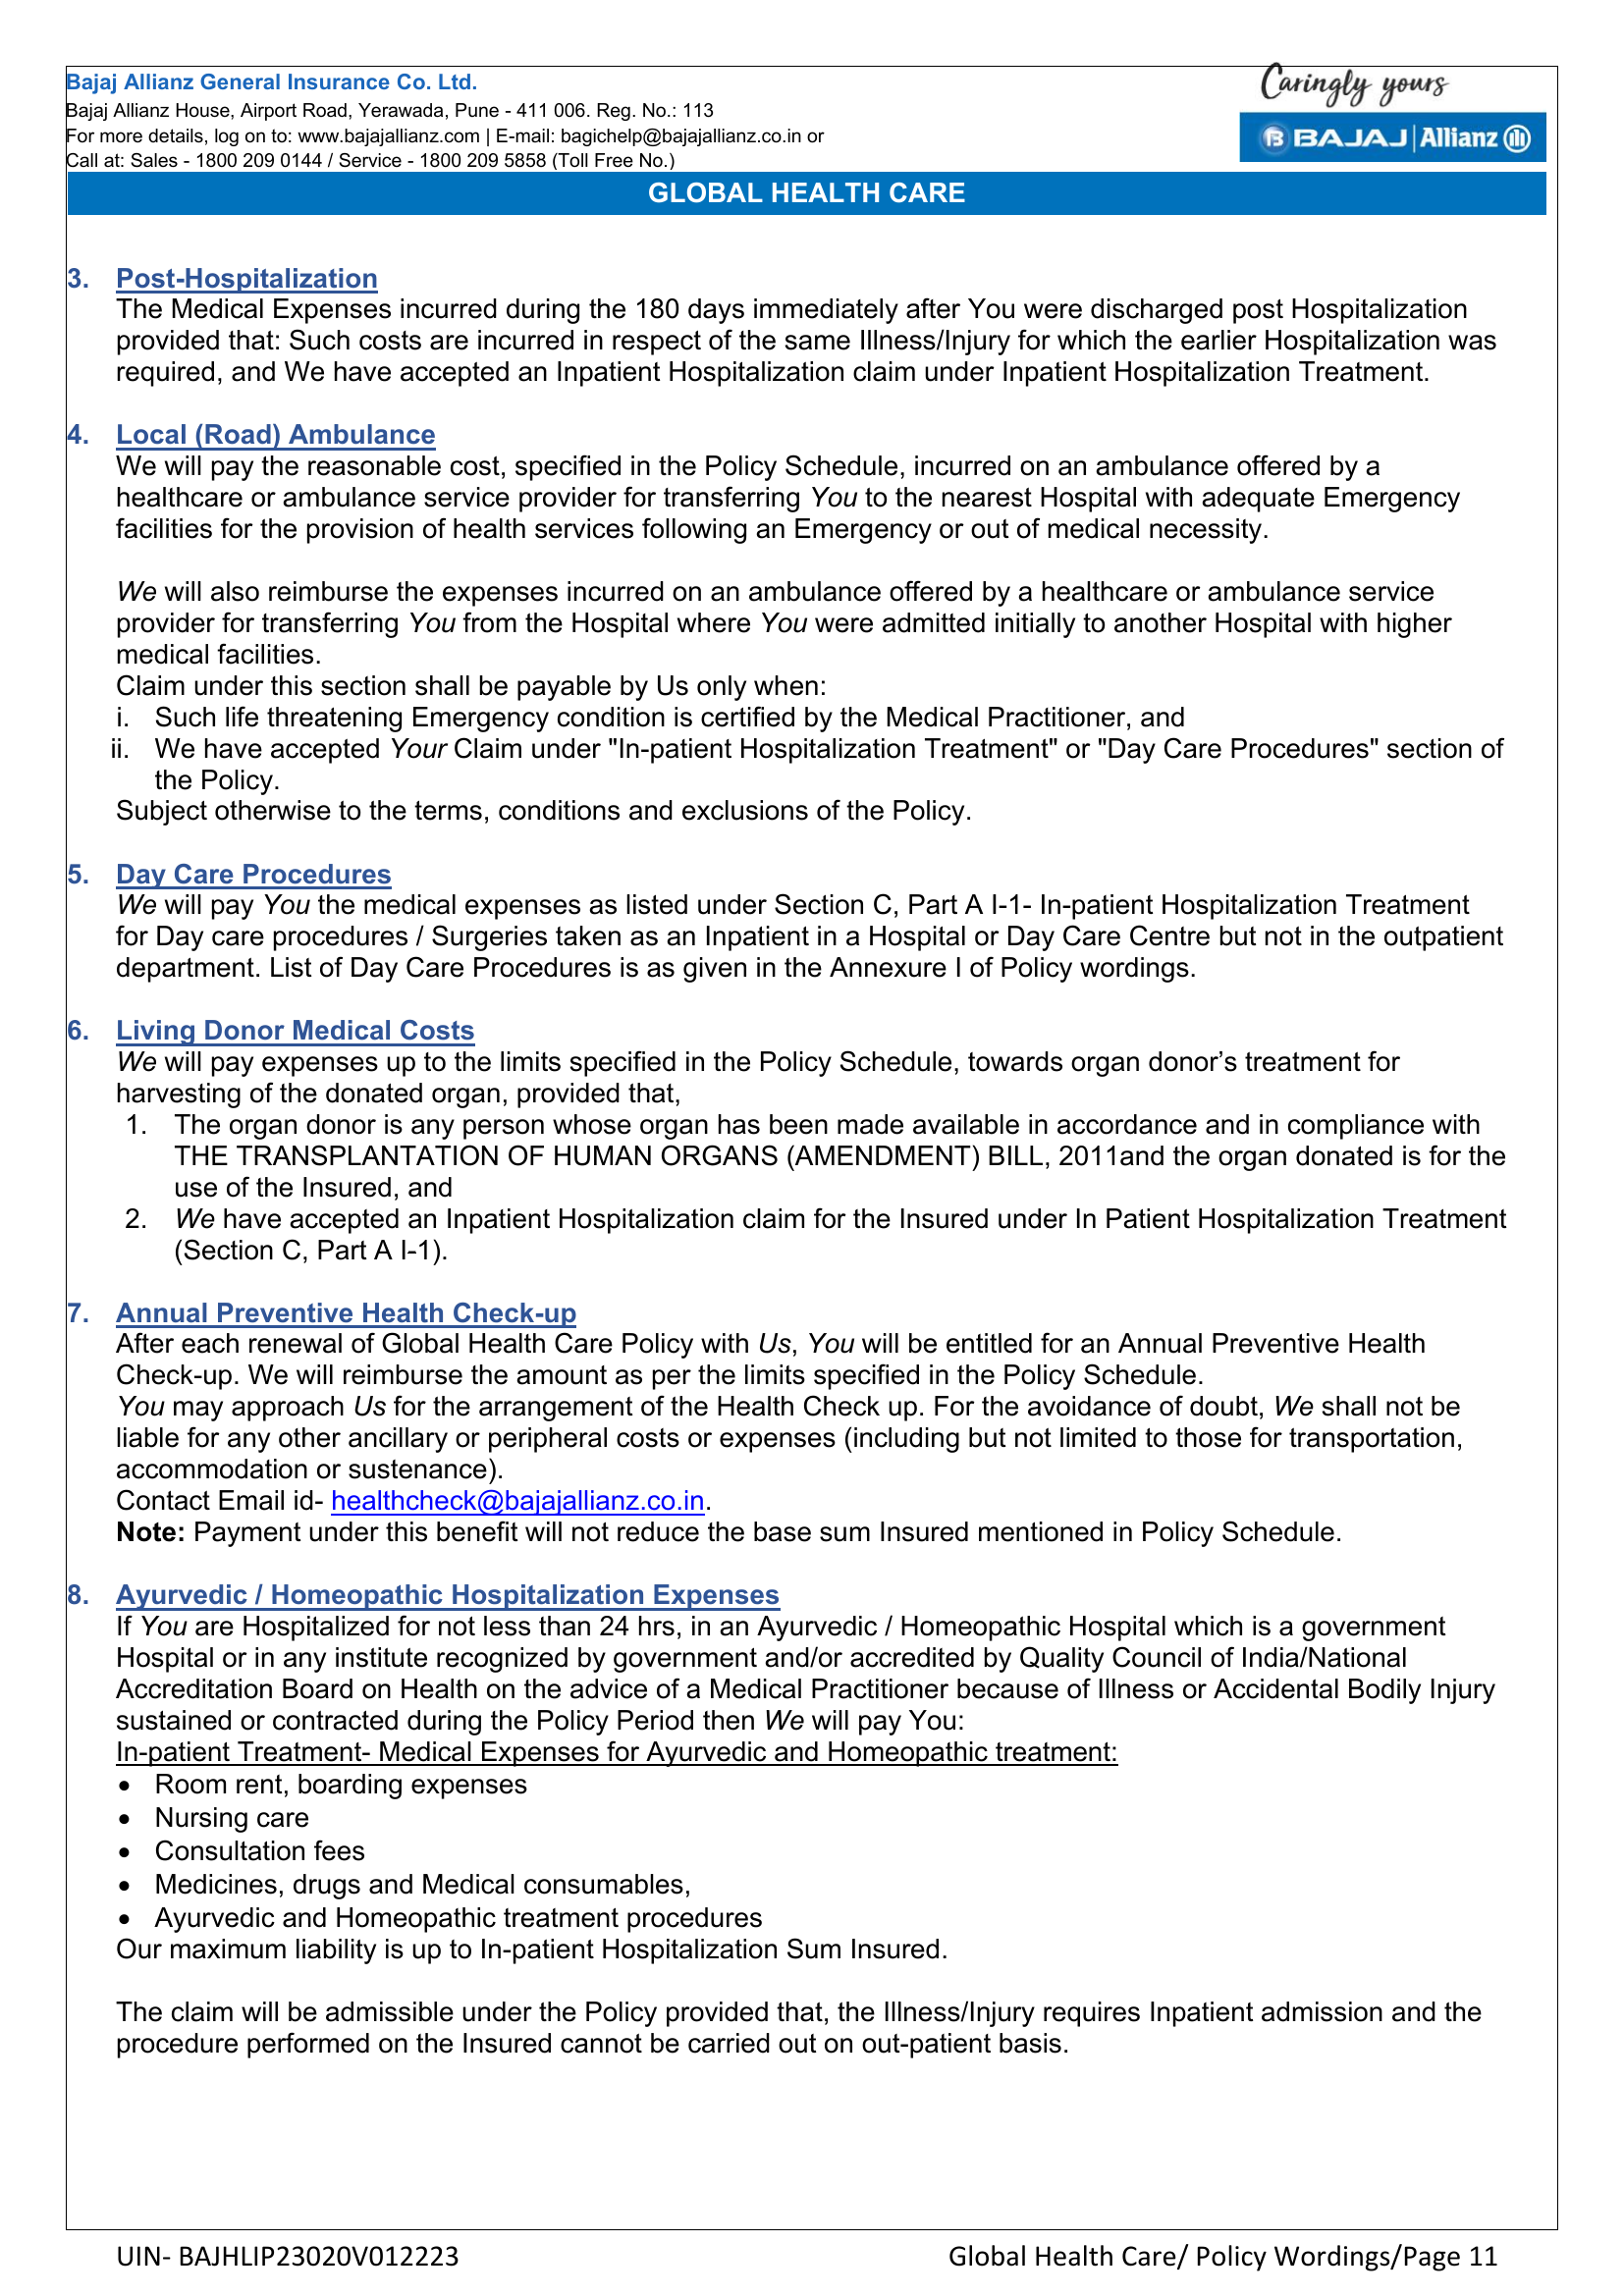 Bajaj Allianz General Insurance Co. Ltd.
Bajaj Allianz House, Airport Road, Yerawada, Pune - 411 006. Reg. No.: 113
For more details, log on to: www.bajajallianz.com | E-mail: bagichelp@bajajallianz.co.in or
Call at: Sales - 1800 209 0144 / Service - 1800 209 5858 (Toll Free No.)
Caringly yours
BAJAJ | Allianz
GLOBAL HEALTH CARE
3. Post-Hospitalization
The Medical Expenses incurred during the 180 days immediately after You were discharged post Hospitalization
provided that: Such costs are incurred in respect of the same Illness/Injury for which the earlier Hospitalization was
required, and We have accepted an Inpatient Hospitalization claim under Inpatient Hospitalization Treatment.
4. Local (Road) Ambulance
We will pay the reasonable cost, specified in the Policy Schedule, incurred on an ambulance offered by a
healthcare or ambulance service provider for transferring You to the nearest Hospital with adequate Emergency
facilities for the provision of health services following an Emergency or out of medical necessity.
We will also reimburse the expenses incurred on an ambulance offered by a healthcare or ambulance service
provider for transferring You from the Hospital where You were admitted initially to another Hospital with higher
medical facilities.
Claim under this section shall be payable by Us only when:
i. Such life threatening Emergency condition is certified by the Medical Practitioner, and
ii. We have accepted Your Claim under "In-patient Hospitalization Treatment" or "Day Care Procedures" section of
the Policy.
Subject otherwise to the terms, conditions and exclusions of the Policy.
5. Day Care Procedures
We will pay You the medical expenses as listed under Section C, Part A I-1- In-patient Hospitalization Treatment
for Day care procedures / Surgeries taken as an Inpatient in a Hospital or Day Care Centre but not in the outpatient
department. List of Day Care Procedures is as given in the Annexure I of Policy wordings.
6. Living Donor Medical Costs
We will pay expenses up to the limits specified in the Policy Schedule, towards organ donor’s treatment for
harvesting of the donated organ, provided that,
1. The organ donor is any person whose organ has been made available in accordance and in compliance with
THE TRANSPLANTATION OF HUMAN ORGANS (AMENDMENT) BILL, 2011and the organ donated is for the
use of the Insured, and
2. We have accepted an Inpatient Hospitalization claim for the Insured under In Patient Hospitalization Treatment
(Section C, Part A I-1).
7. Annual Preventive Health Check-up
After each renewal of Global Health Care Policy with Us, You will be entitled for an Annual Preventive Health
Check-up. We will reimburse the amount as per the limits specified in the Policy Schedule.
You may approach Us for the arrangement of the Health Check up. For the avoidance of doubt, We shall not be
liable for any other ancillary or peripheral costs or expenses (including but not limited to those for transportation,
accommodation or sustenance).
Contact Email id- healthcheck@bajajallianz.co.in.
Note: Payment under this benefit will not reduce the base sum Insured mentioned in Policy Schedule.
8. Ayurvedic / Homeopathic Hospitalization Expenses
If You are Hospitalized for not less than 24 hrs, in an Ayurvedic / Homeopathic Hospital which is a government
Hospital or in any institute recognized by government and/or accredited by Quality Council of India/National
Accreditation Board on Health on the advice of a Medical Practitioner because of Illness or Accidental Bodily Injury
sustained or contracted during the Policy Period then We will pay You:
In-patient Treatment- Medical Expenses for Ayurvedic and Homeopathic treatment:
• Room rent, boarding expenses
• Nursing care
• Consultation fees
• Medicines, drugs and Medical consumables,
• Ayurvedic and Homeopathic treatment procedures
Our maximum liability is up to In-patient Hospitalization Sum Insured.
The claim will be admissible under the Policy provided that, the Illness/Injury requires Inpatient admission and the
procedure performed on the Insured cannot be carried out on out-patient basis.
UIN- BAJHLIP23020V012223
Global Health Care/ Policy Wordings/Page 11